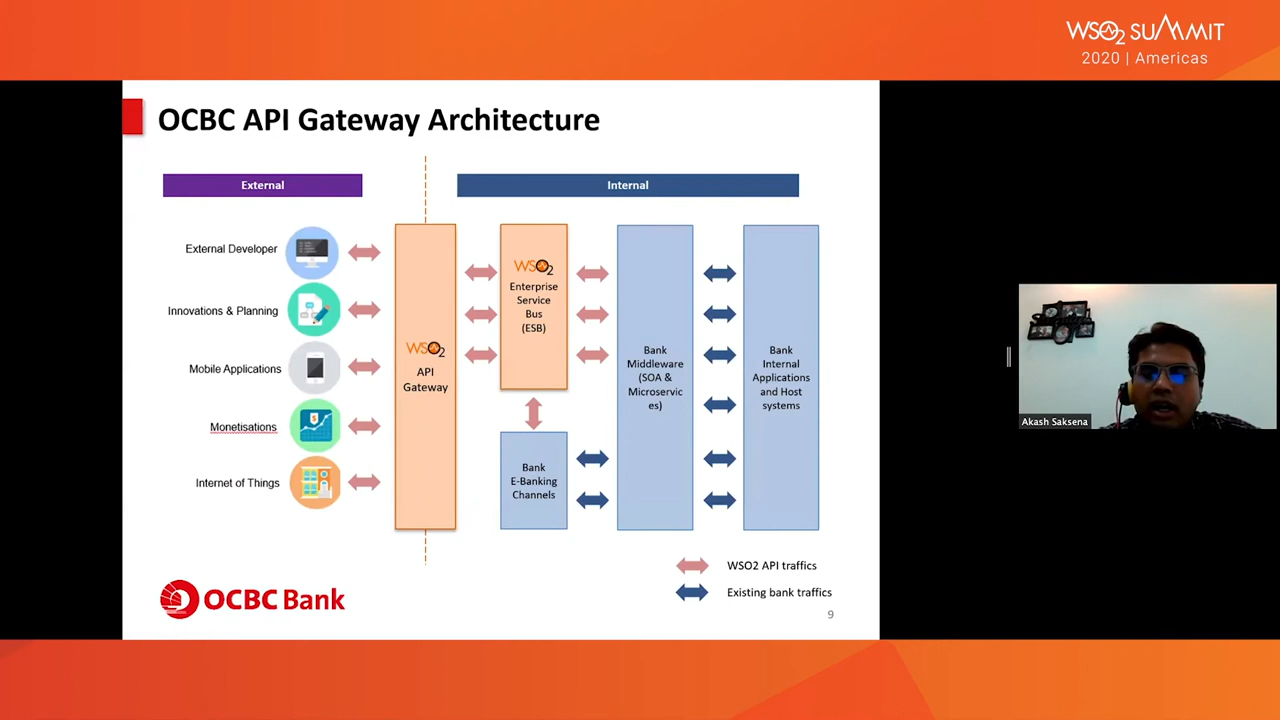 WSO2 SUMMIT
2020 | Americas
OCBC API Gateway Architecture
External
Internal
External Developer
Innovations & Planning
Mobile Applications
Monetisations
Internet of Things
WSO2
API
Gateway
WSO2
Enterprise
Service
Bus
(ESB)
Bank
E-Banking
Channels
Bank
Middleware
(SOA &
Microservic
es)
Bank
Internal
Applications
and Host
systems
WSO2 API traffics
Existing bank traffics
OCBC Bank
9
Akash Saksena